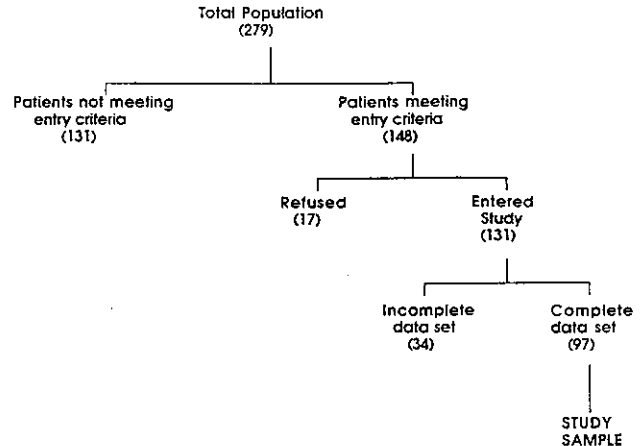 Total Population
(279)
Patients not meeting
entry criteria
(131)
Patients meeting
entry criteria
(148)
Refused
(17)
Entered
Study
(131)
Incomplete
data set
(34)
Complete
data set
(97)
STUDY
SAMPLE